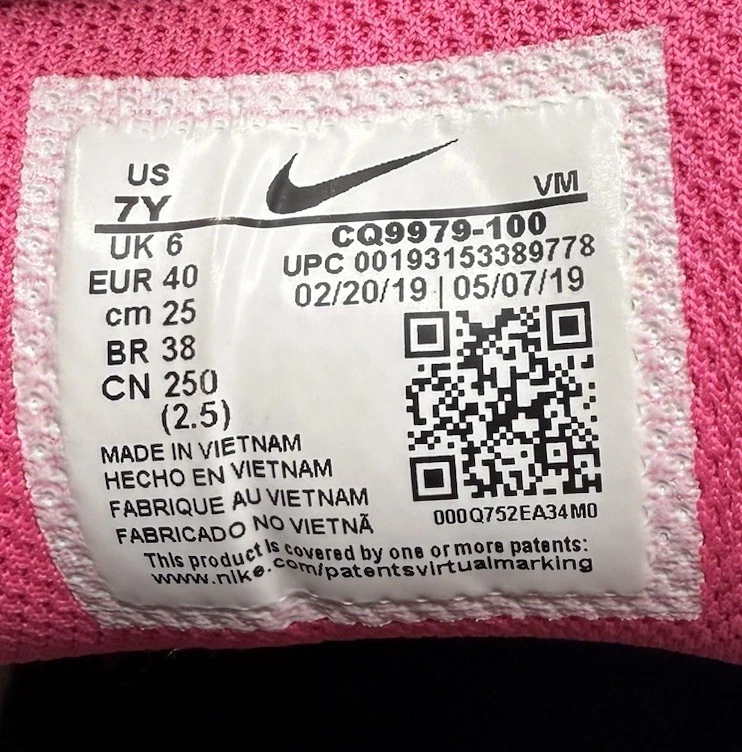 US
7Y
VM
UK 6
EUR 40
cm 25
BR 38
CN 250
(2.5)
CQ9979-100
UPC 00193153389778
02/20/19 | 05/07/19
000Q752EA34M0
MADE IN VIETNAM
HECHO EN VIETNAM
FABRIQUE AU VIETNAM
FABRICADO NO VIETNÃ
This product is covered by one or more patents:
www.nike.com/patentsvirtualmarking